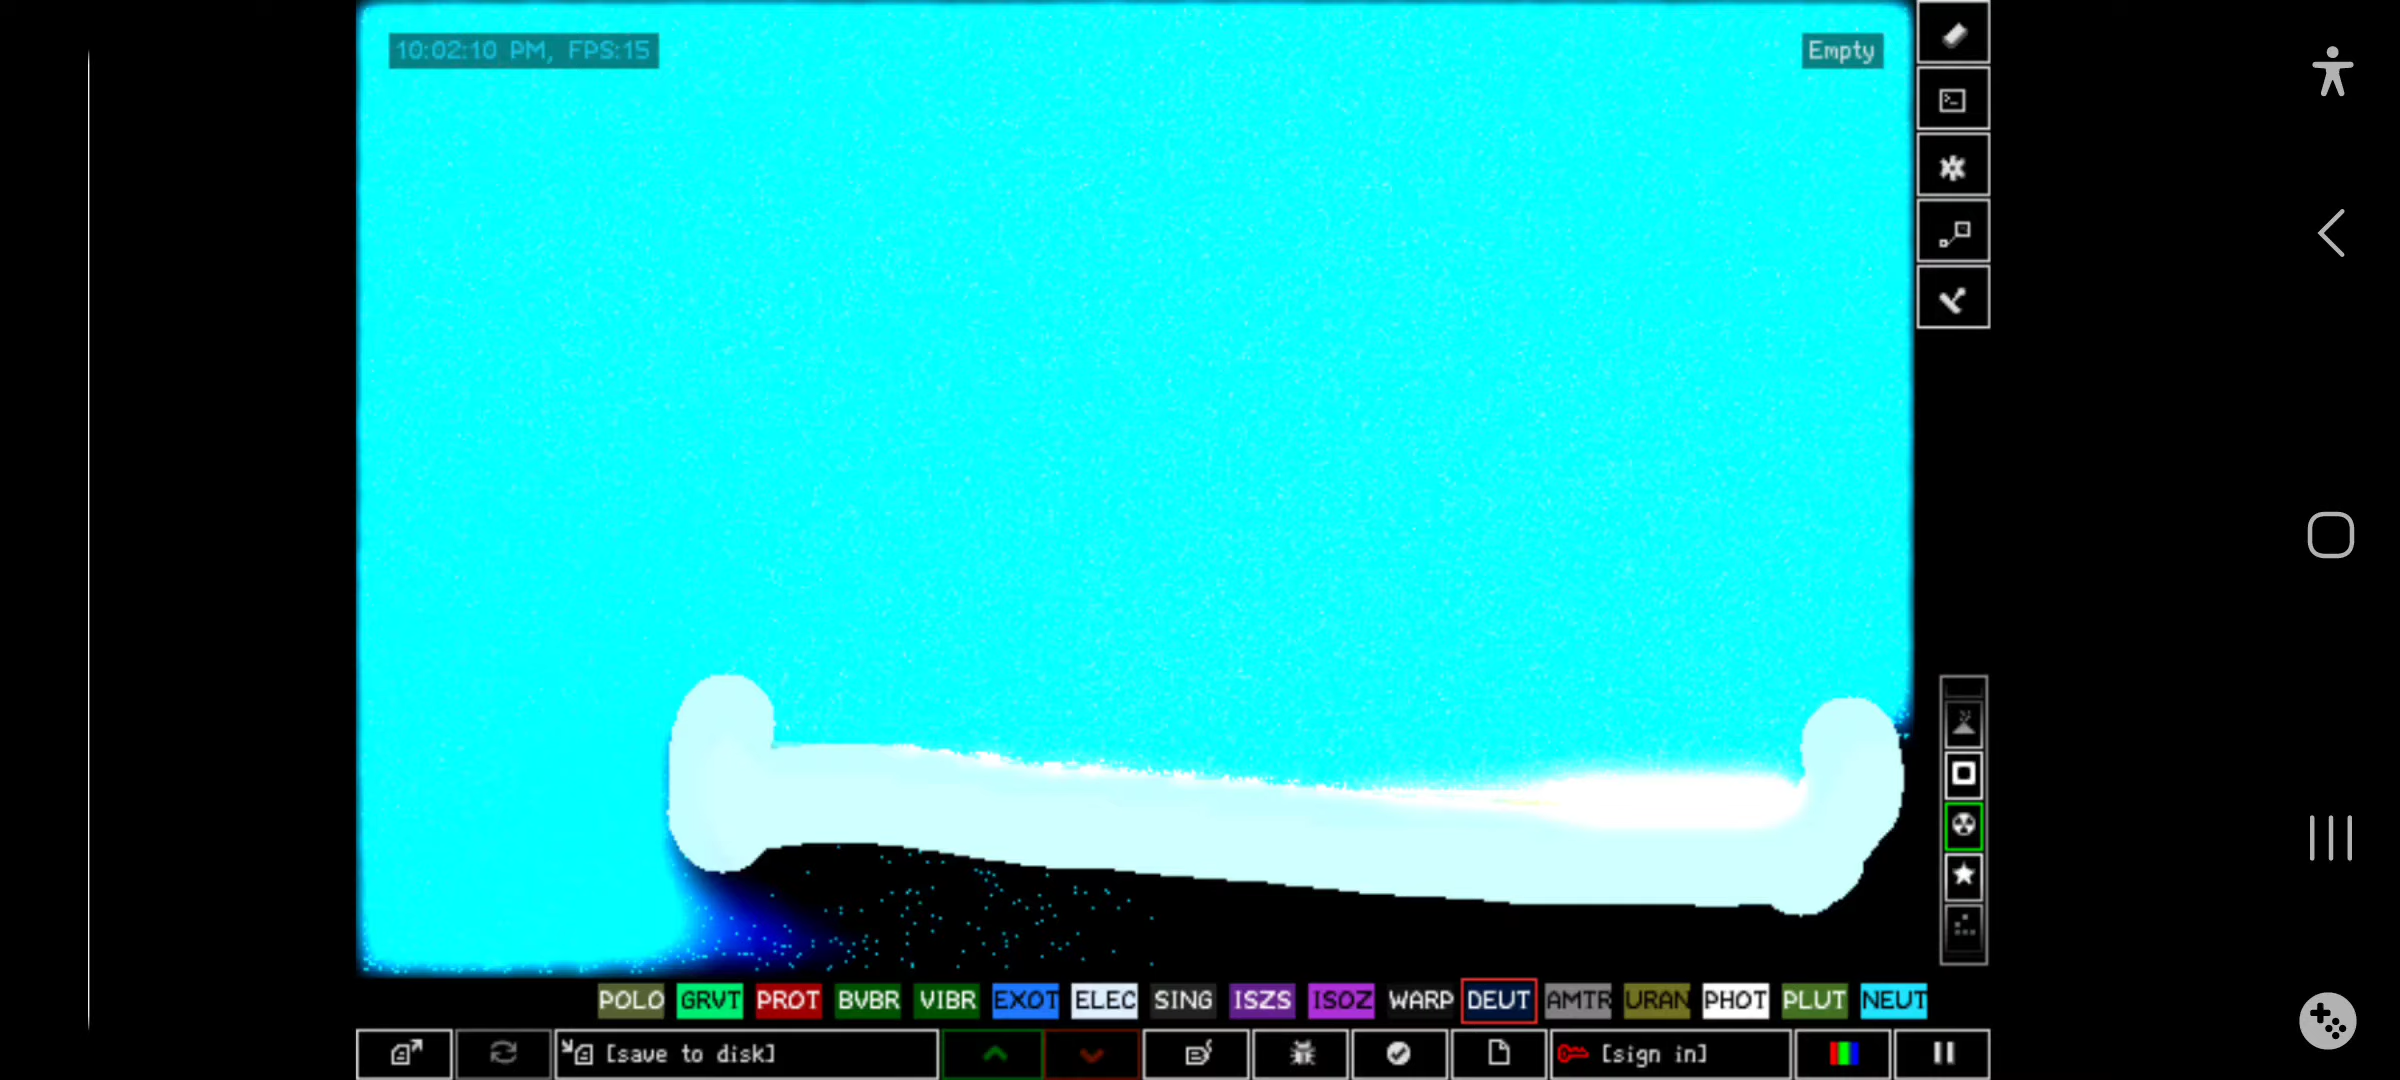 10:02:10 PM, FPS:15
Empty
POLO GRVT PROT BVBR VIBR EXOT ELEC SING ISZS ISOZ WARP DEUT AMTR URAN PHOT PLUT NEUT
[save to disk] [sign in]